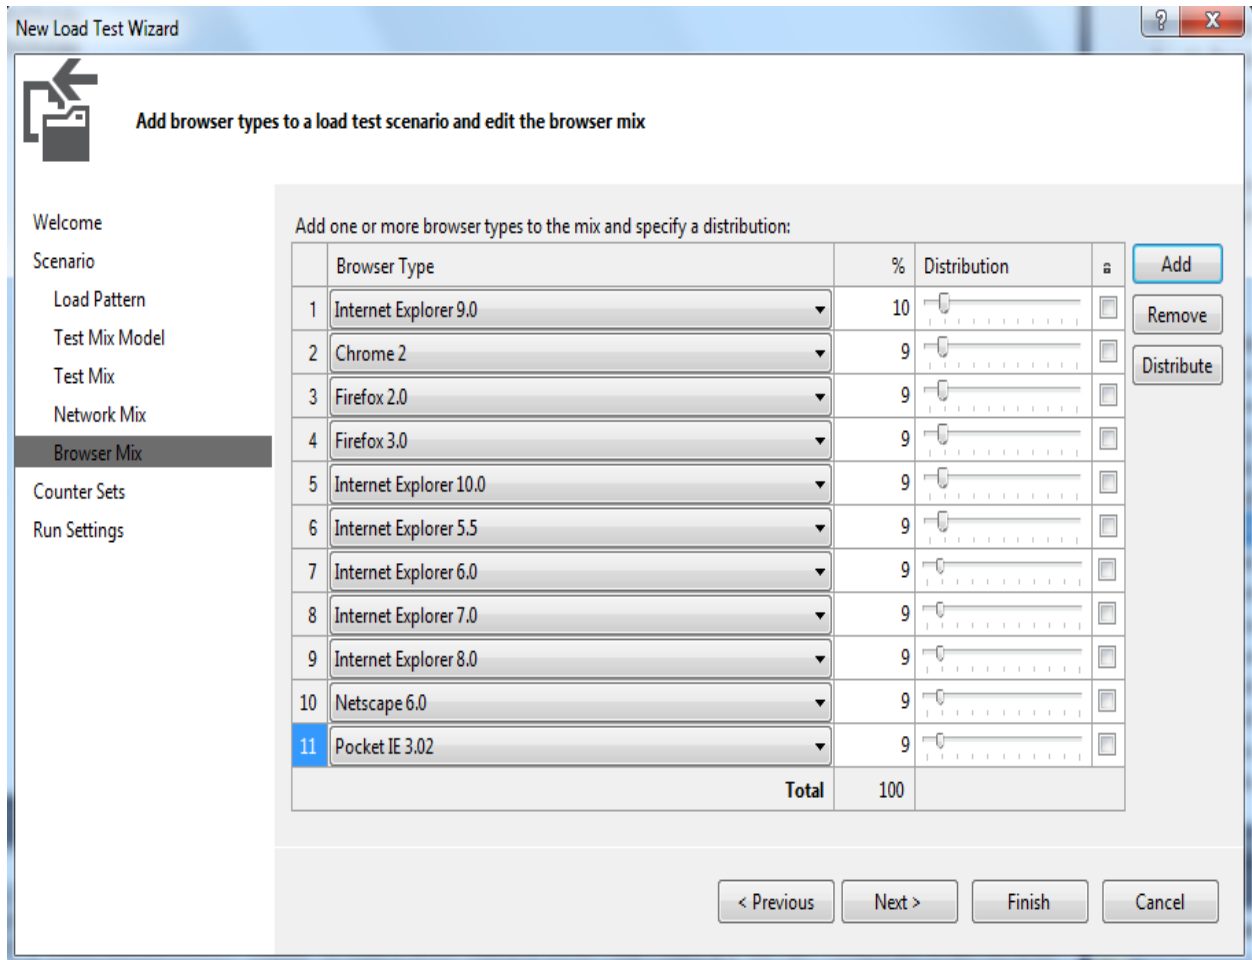 New Load Test Wizard
?
X
Add browser types to a load test scenario and edit the browser mix
Welcome
Scenario
Load Pattern
Test Mix Model
Test Mix
Network Mix
Browser Mix
Counter Sets
Run Settings
Add one or more browser types to the mix and specify a distribution:
Browser Type % Distribution
1 Internet Explorer 9.0 10
2 Chrome 2 9
3 Firefox 2.0 9
4 Firefox 3.0 9
5 Internet Explorer 10.0 9
6 Internet Explorer 5.5 9
7 Internet Explorer 6.0 9
8 Internet Explorer 7.0 9
9 Internet Explorer 8.0 9
10 Netscape 6.0 9
11 Pocket IE 3.02 9
Total 100
Add
Remove
Distribute
< Previous
Next >
Finish
Cancel